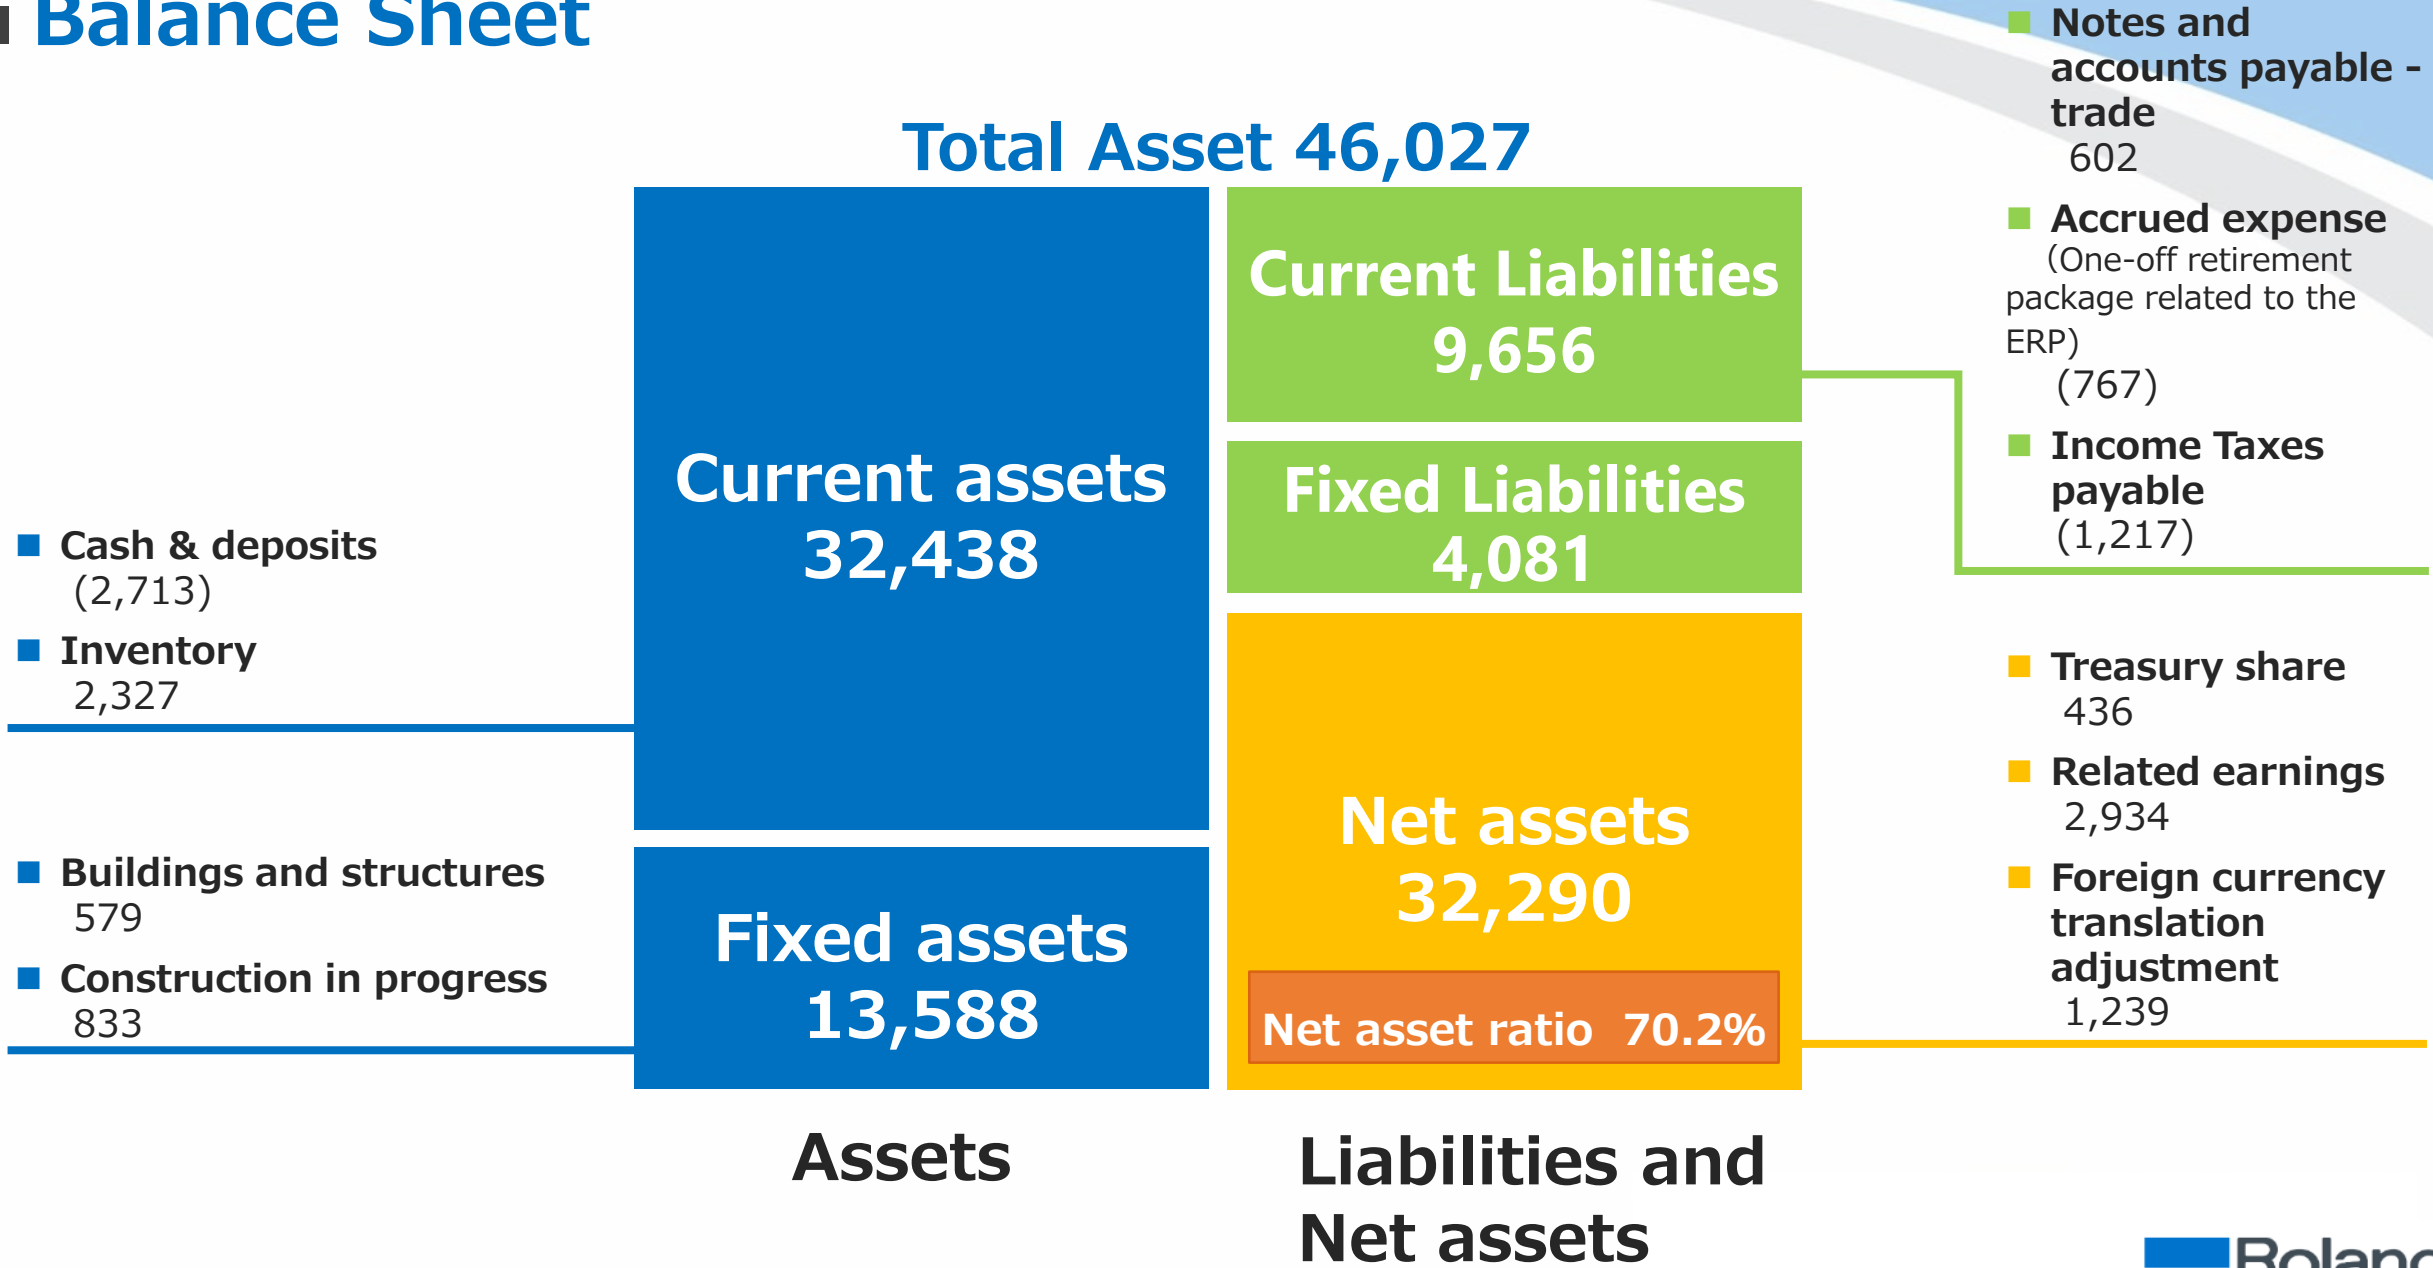 Balance Sheet
Total Asset 46,027
Cash & deposits
(2,713)
Inventory
2,327
Buildings and structures
579
Construction in progress
833
Current assets
32,438
Fixed assets
13,588
Assets
Current Liabilities
9,656
Fixed Liabilities
4,081
Net assets
32,290
Net asset ratio 70.2%
Liabilities and
Net assets
Notes and
accounts payable -
trade
602
Accrued expense
(One-off retirement
package related to the
ERP)
(767)
Income Taxes
payable
(1,217)
Treasury share
436
Related earnings
2,934
Foreign currency
translation
adjustment
1,239
Roland